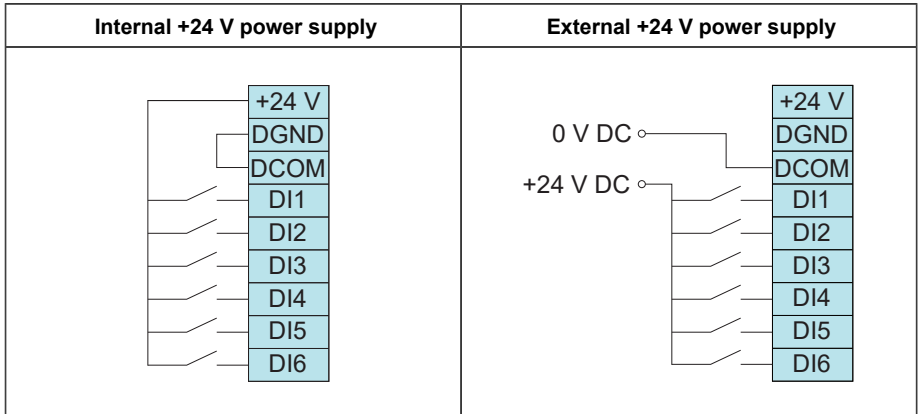 Internal +24 V power supply
External +24 V power supply
+24 V
DGND
DCOM
DI1
DI2
DI3
DI4
DI5
DI6
0 V DC
+24 V DC
+24 V
DGND
DCOM
DI1
DI2
DI3
DI4
DI5
DI6